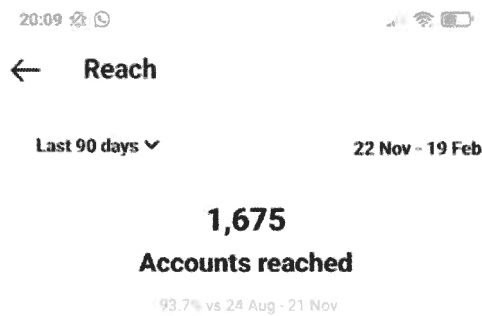 20:09
Reach
Last 90 days
22 Nov - 19 Feb
1,675
Accounts reached
93.7% vs 24 Aug - 21 Nov